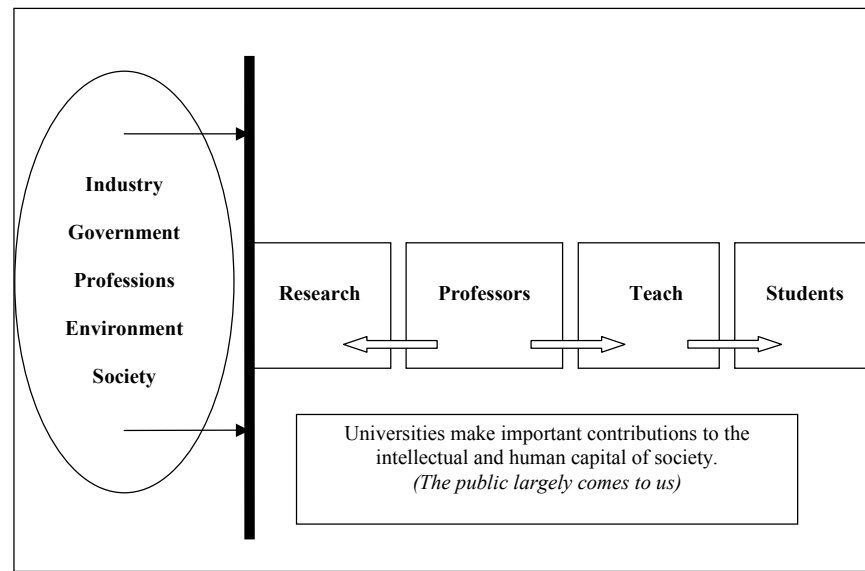 Industry
Government
Professions
Environment
Society
Research
Professors
Teach
Students
Universities make important contributions to the
intellectual and human capital of society.
(The public largely comes to us)